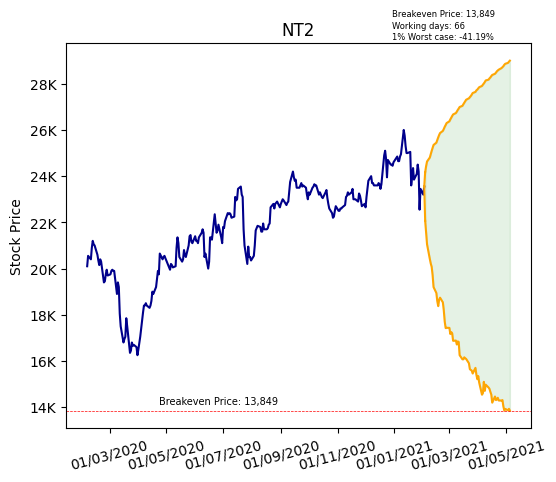 Breakeven Price: 13,849
Working days: 66
1% Worst case: -41.19%
NT2
Stock Price
28K
26K
24K
22K
20K
18K
16K
14K
Breakeven Price: 13,849
01/03/2020
01/05/2020
01/07/2020
01/09/2020
01/11/2020
01/01/2021
01/03/2021
01/05/2021